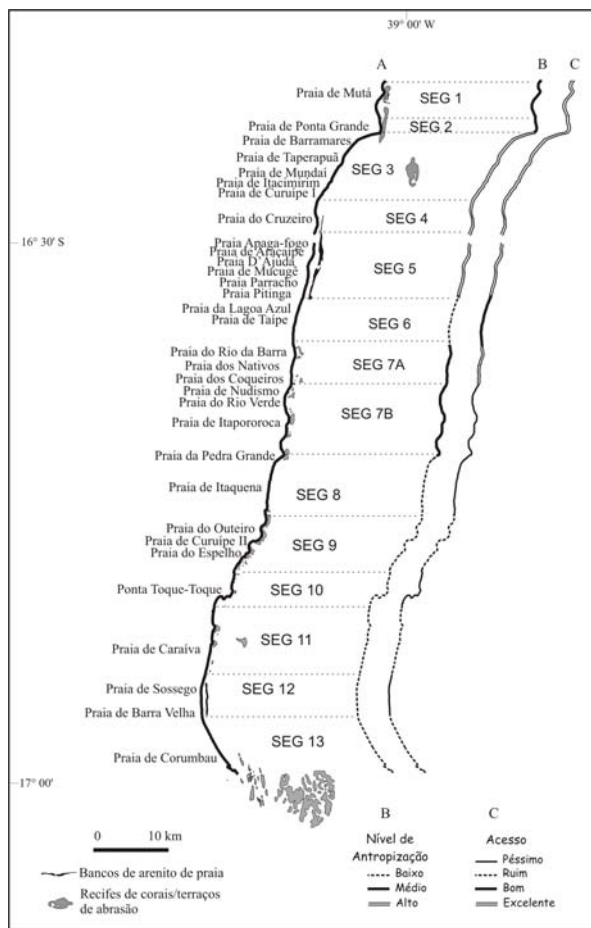 39° 00 W
A
B
C
Praia de Mutá
SEG 1
Praia de Ponta Grande
SEG 2
Praia de Barramares
Praia de Taperapuã
Praia de Mundaí
SEG 3
Praia de Itacimirim
Praia de Curuípe I
Praia do Cruzeiro
SEG 4
16° 30' S
Praia Apaga-fogo
Praia de Araçaípe
Praia D'Ajuda
SEG 5
Praia de Mucugê
Praia Parracho
Praia Pitinga
Praia da Lagoa Azul
Praia de Taípe
SEG 6
Praia do Rio da Barra
Praia dos Nativos
SEG 7A
Praia dos Coqueiros
Praia de Nudismo
Praia do Rio Verde
SEG 7B
Praia de Itapororoca
Praia da Pedra Grande
Praia de Itaquena
SEG 8
Praia do Outeiro
Praia de Curuípe II
SEG 9
Praia do Espelho
Ponta Toque-Toque
SEG 10
SEG 11
Praia de Caraíva
Praia de Sossego
SEG 12
Praia de Barra Velha
SEG 13
Praia de Corumbau
17° 00'
0 10 km
Bancos de arenito de praia
Recifes de corais/terraços
de abrasão
B
Nível de
Antropização
Baixo
Médio
Alto
C
Acesso
Péssimo
Ruim
Bom
Excelente